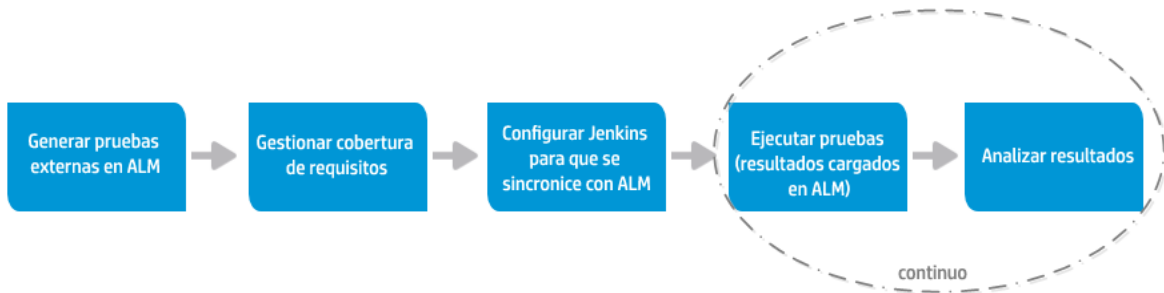 Generar pruebas
externas en ALM
Gestionar cobertura
de requisitos
Configurar Jenkins
para que se
sincronice con ALM
Ejecutar pruebas
(resultados cargados
en ALM)
Analizar resultados
continuo